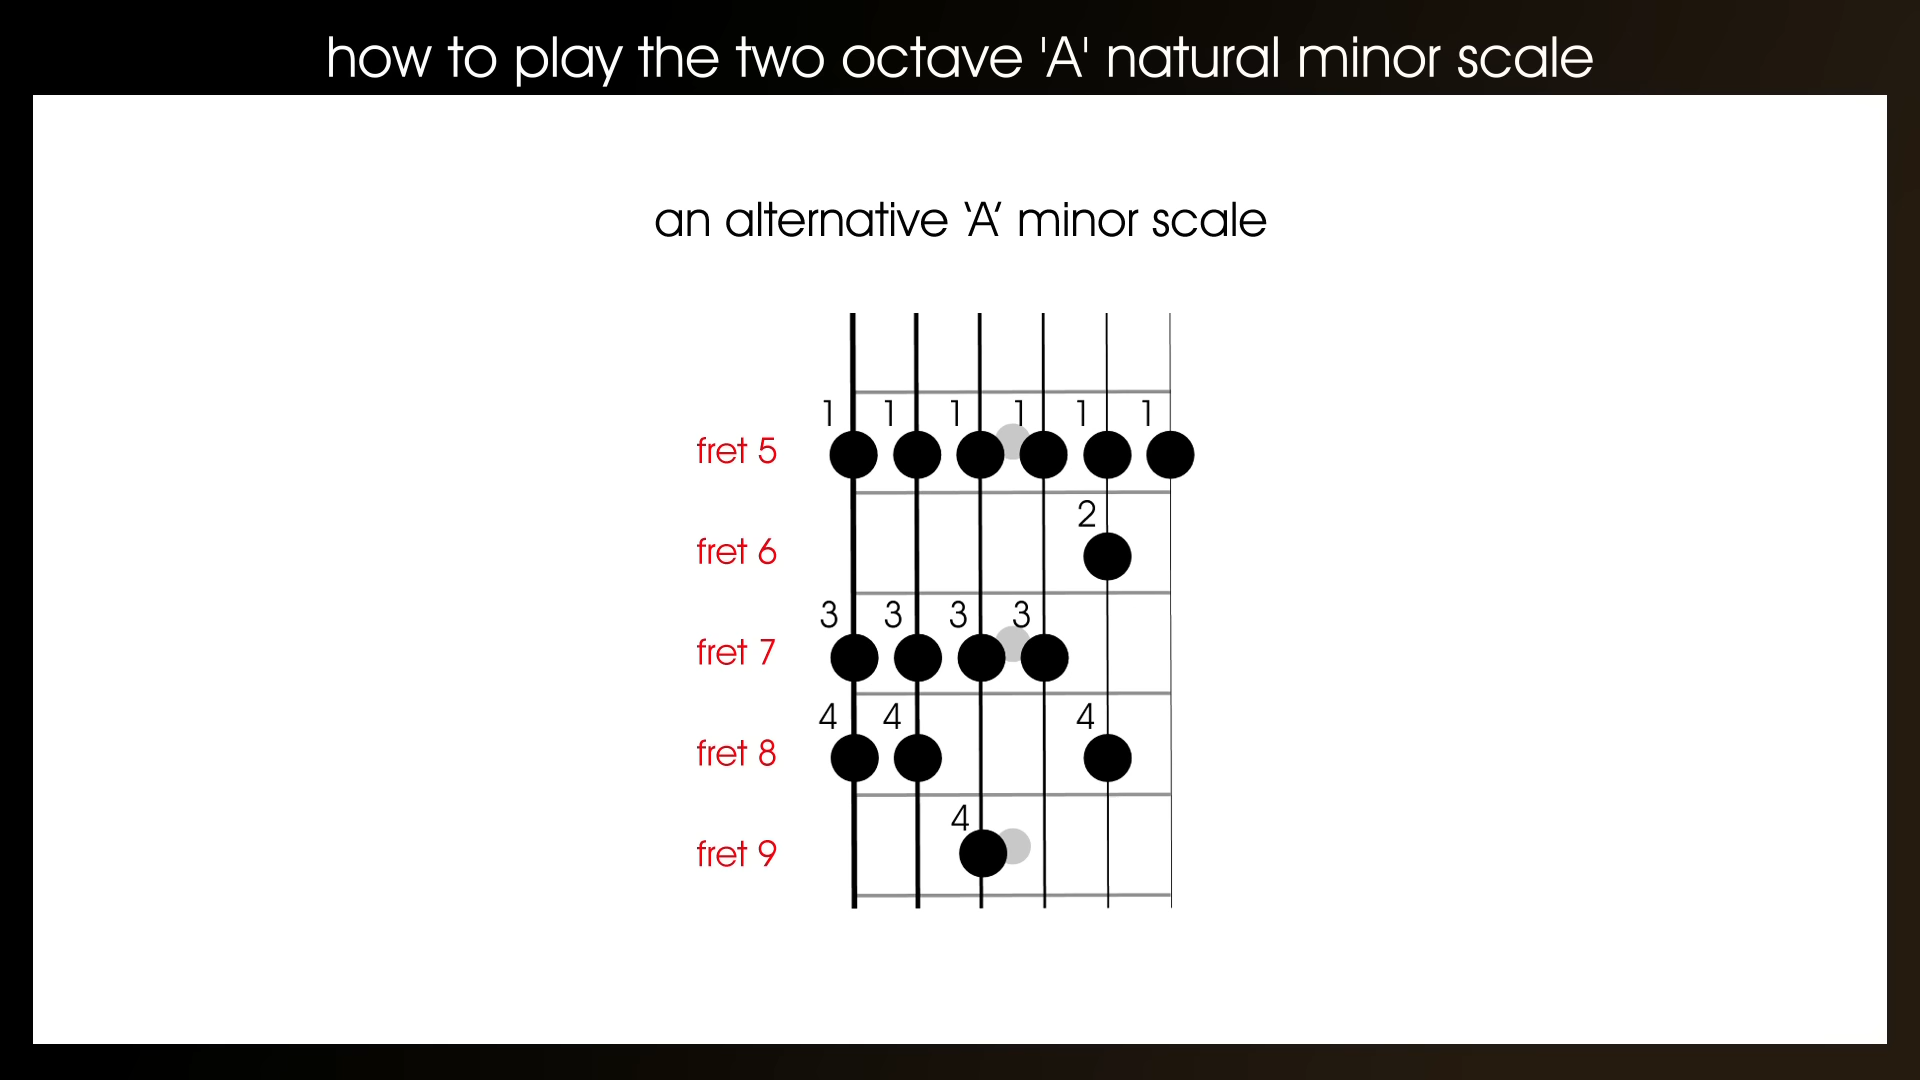 how to play the two octave 'A' natural minor scale
an alternative ‘A’ minor scale
1 1 1 1 1 1
fret 5
2
fret 6
3 3 3 3
fret 7
4 4 4
fret 8
4
fret 9